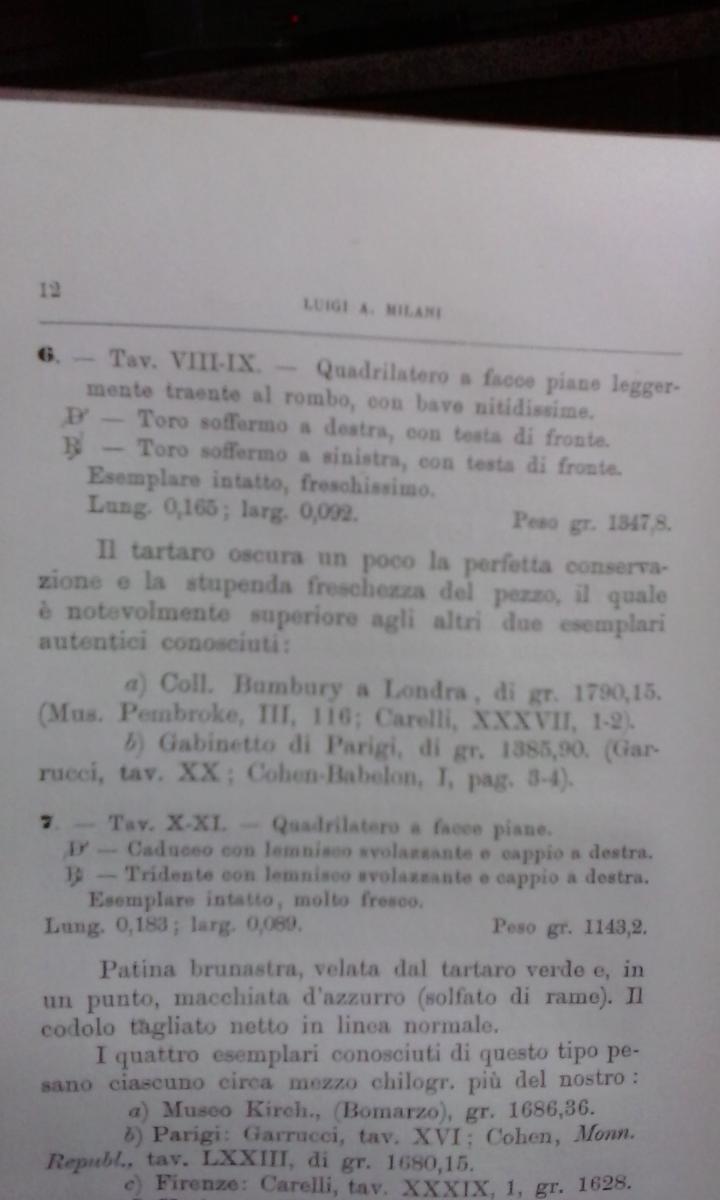 12
LUIGI A. MILANI
6. — Tav. VIII-IX. — Quadrilatero a facce piane legger-
mente traente al rombo, con bave nitidissime.
D' — Toro soffermo a destra, con testa di fronte.
R — Toro soffermo a sinistra, con testa di fronte.
Esemplare intatto, freschissimo.
Lung. 0,165; larg. 0,092. Peso gr. 1347,8.
Il tartaro oscura un poco la perfetta conserva-
zione e la stupenda freschezza del pezzo, il quale
è notevolmente superiore agli altri due esemplari
autentici conosciuti:
a) Coll. Bumbury a Londra, di gr. 1790,15.
(Mus. Pembroke, III, 116; Carelli, XXXVII, 1-2).
b) Gabinetto di Parigi, di gr. 1385,90. (Gar-
rucci, tav. XX; Cohen-Babelon, I, pag. 3-4).
7. — Tav. X-XI. — Quadrilatero a facce piane.
D' — Caduceo con lemnisco svolazzante e cappio a destra.
R — Tridente con lemnisco svolazzante e cappio a destra.
Esemplare intatto, molto fresco.
Lung. 0,183; larg. 0,089. Peso gr. 1143,2.
Patina brunastra, velata dal tartaro verde e, in
un punto, macchiata d'azzurro (solfato di rame). Il
codolo tagliato netto in linea normale.
I quattro esemplari conosciuti di questo tipo pe-
sano ciascuno circa mezzo chilogr. più del nostro:
a) Museo Kirch., (Bomarzo), gr. 1686,36.
b) Parigi: Garrucci, tav. XVI; Cohen, Monn.
Republ., tav. LXXIII, di gr. 1680,15.
c) Firenze: Carelli, tav. XXXIX, 1, gr. 1628.